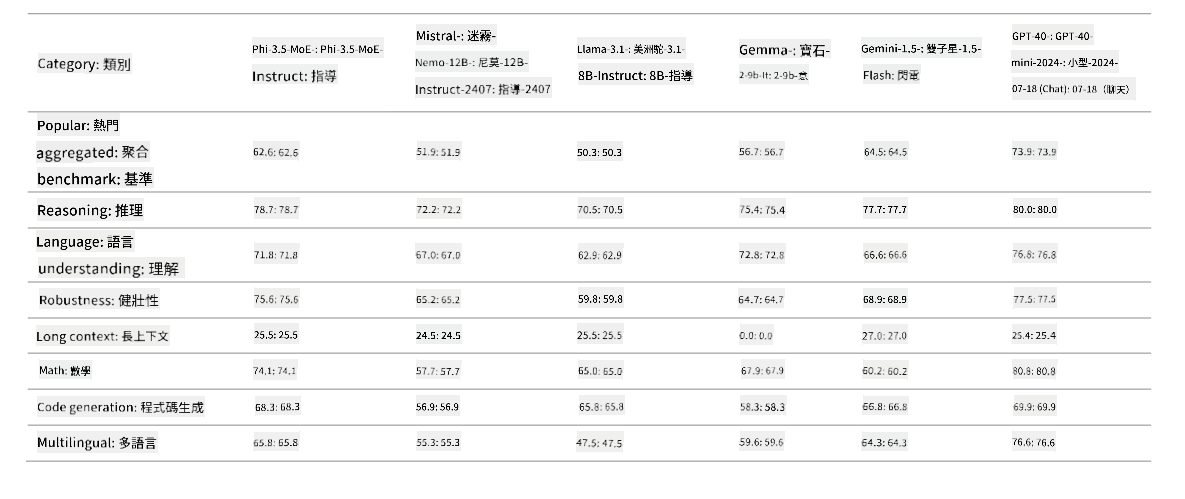 Category: 類別
Phi-3.5-MoE-: Phi-3.5-MoE-
Instruct: 指導
Mistral-: 迷霧-
Nemo-12B-: 尼莫-12B-
Instruct-2407: 指導-2407
Llama-3.1-: 美洲駝-3.1-
8B-Instruct: 8B-指導
Gemma-: 寶石-
2-9b-It: 2-9b-意
Gemini-1.5-: 雙子星-1.5-
Flash: 閃電
GPT-4O-: GPT-4O-
mini-2024-: 小型-2024-
07-18 (Chat): 07-18（聊天）
Popular: 熱門
aggregated: 聚合
benchmark: 基準
62.6: 62.6
51.9: 51.9
50.3: 50.3
56.7: 56.7
64.5: 64.5
73.9: 73.9
Reasoning: 推理
78.7: 78.7
72.2: 72.2
70.5: 70.5
75.4: 75.4
77.7: 77.7
80.0: 80.0
Language: 語言
understanding: 理解
71.8: 71.8
67.0: 67.0
62.9: 62.9
72.8: 72.8
66.6: 66.6
76.8: 76.8
Robustness: 健壯性
75.6: 75.6
65.2: 65.2
59.8: 59.8
64.7: 64.7
68.9: 68.9
77.5: 77.5
Long context: 長上下文
25.5: 25.5
24.5: 24.5
25.5: 25.5
0.0: 0.0
27.0: 27.0
25.4: 25.4
Math: 數學
74.1: 74.1
57.7: 57.7
65.0: 65.0
67.9: 67.9
60.2: 60.2
80.8: 80.8
Code generation: 程式碼生成
68.3: 68.3
56.9: 56.9
65.8: 65.8
58.3: 58.3
66.8: 66.8
69.9: 69.9
Multilingual: 多語言
65.8: 65.8
55.3: 55.3
47.5: 47.5
59.6: 59.6
64.3: 64.3
76.6: 76.6